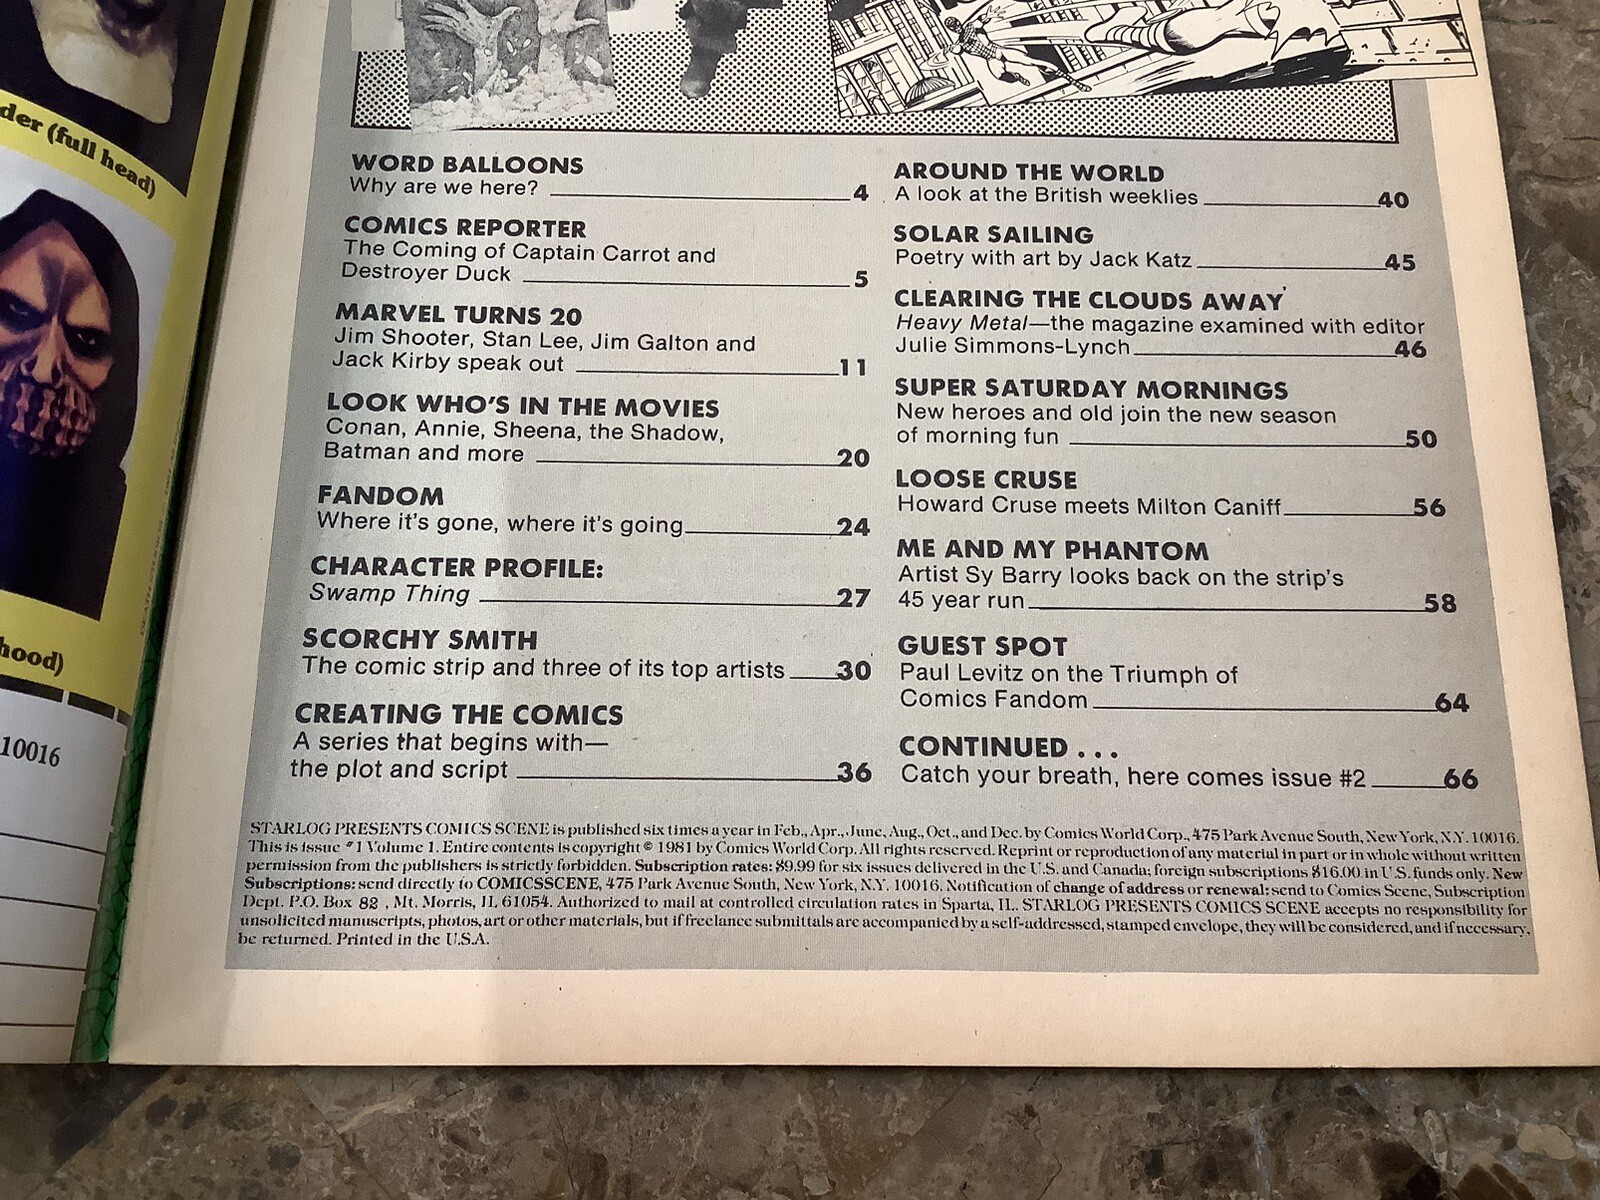 der (full head)
hood)
10016
WORD BALLOONS
Why are we here? 4
COMICS REPORTER
The Coming of Captain Carrot and
Destroyer Duck 5
MARVEL TURNS 20
Jim Shooter, Stan Lee, Jim Galton and
Jack Kirby speak out 11
LOOK WHO'S IN THE MOVIES
Conan, Annie, Sheena, the Shadow,
Batman and more 20
FANDOM
Where it's gone, where it's going 24
CHARACTER PROFILE:
Swamp Thing 27
SCORCHY SMITH
The comic strip and three of its top artists 30
CREATING THE COMICS
A series that begins with—
the plot and script 36
AROUND THE WORLD
A look at the British weeklies 40
SOLAR SAILING
Poetry with art by Jack Katz 45
CLEARING THE CLOUDS AWAY
Heavy Metal—the magazine examined with editor
Julie Simmons-Lynch 46
SUPER SATURDAY MORNINGS
New heroes and old join the new season
of morning fun 50
LOOSE CRUSE
Howard Cruse meets Milton Caniff 56
ME AND MY PHANTOM
Artist Sy Barry looks back on the strip's
45 year run 58
GUEST SPOT
Paul Levitz on the Triumph of
Comics Fandom 64
CONTINUED . . .
Catch your breath, here comes issue #2 66
STARLOG PRESENTS COMICS SCENE is published six times a year in Feb., Apr., June, Aug., Oct., and Dec. by Comics World Corp., 475 Park Avenue South, New York, N.Y. 10016.
This is issue #1 Volume 1. Entire contents is copyright © 1981 by Comics World Corp. All rights reserved. Reprint or reproduction of any material in part or in whole without written
permission from the publishers is strictly forbidden. Subscription rates: $9.99 for six issues delivered in the U.S. and Canada; foreign subscriptions $16.00 in U.S. funds only. New
Subscriptions: send directly to COMICSSCENE, 475 Park Avenue South, New York, N.Y. 10016. Notification of change of address or renewal: send to Comics Scene, Subscription
Dept. P.O. Box 82 , Mt. Morris, IL 61054. Authorized to mail at controlled circulation rates in Sparta, IL. STARLOG PRESENTS COMICS SCENE accepts no responsibility for
unsolicited manuscripts, photos, art or other materials, but if freelance submittals are accompanied by a self-addressed, stamped envelope, they will be considered, and if necessary,
be returned. Printed in the U.S.A.